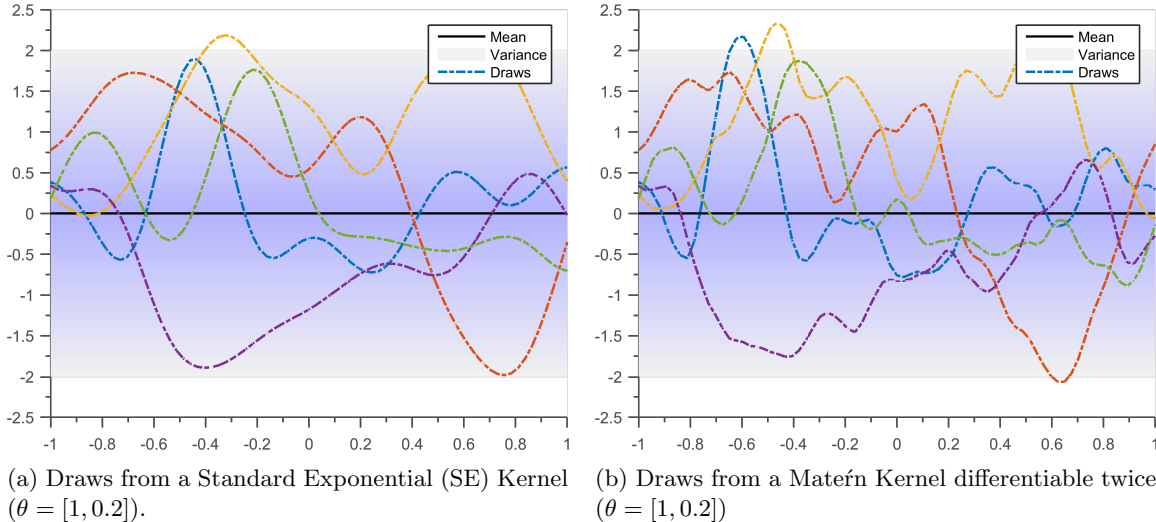 2.5
2
1.5
1
0.5
0
-0.5
-1
-1.5
-2
-2.5
-1 -0.8 -0.6 -0.4 -0.2 0 0.2 0.4 0.6 0.8 1
Mean
Variance
Draws
(a) Draws from a Standard Exponential (SE) Kernel
(θ = [1, 0.2]).
2.5
2
1.5
1
0.5
0
-0.5
-1
-1.5
-2
-2.5
-1 -0.8 -0.6 -0.4 -0.2 0 0.2 0.4 0.6 0.8 1
Mean
Variance
Draws
(b) Draws from a Mateŕn Kernel differentiable twice
(θ = [1, 0.2])